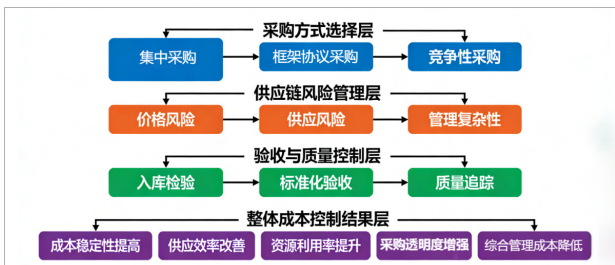 采购方式选择层
集中采购 框架协议采购 竞争性采购
供应链风险管理层
价格风险 供应风险 管理复杂性
验收与质量控制层
入库检验 标准化验收 质量追踪
整体成本控制结果层
成本稳定性提高 供应效率改善 资源利用率提升 采购透明度增强 综合管理成本降低